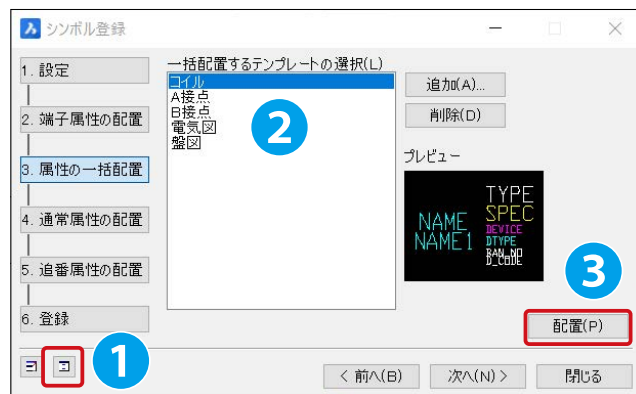 シンボル登録
1. 設定
2. 端子属性の配置
3. 属性の一括配置
4. 通常属性の配置
5. 追番属性の配置
6. 登録
1
一括配置するテンプレートの選択(L)
コイル
A接点
B接点
電気図
盤図
2
追加(A)...
削除(D)
プレビュー
NAME
NAME1
TYPE
SPEC
DEVICE
DTYPE
BAN_NO
D_CODE
3
配置(P)
< 前へ(B)
次へ(N) >
閉じる